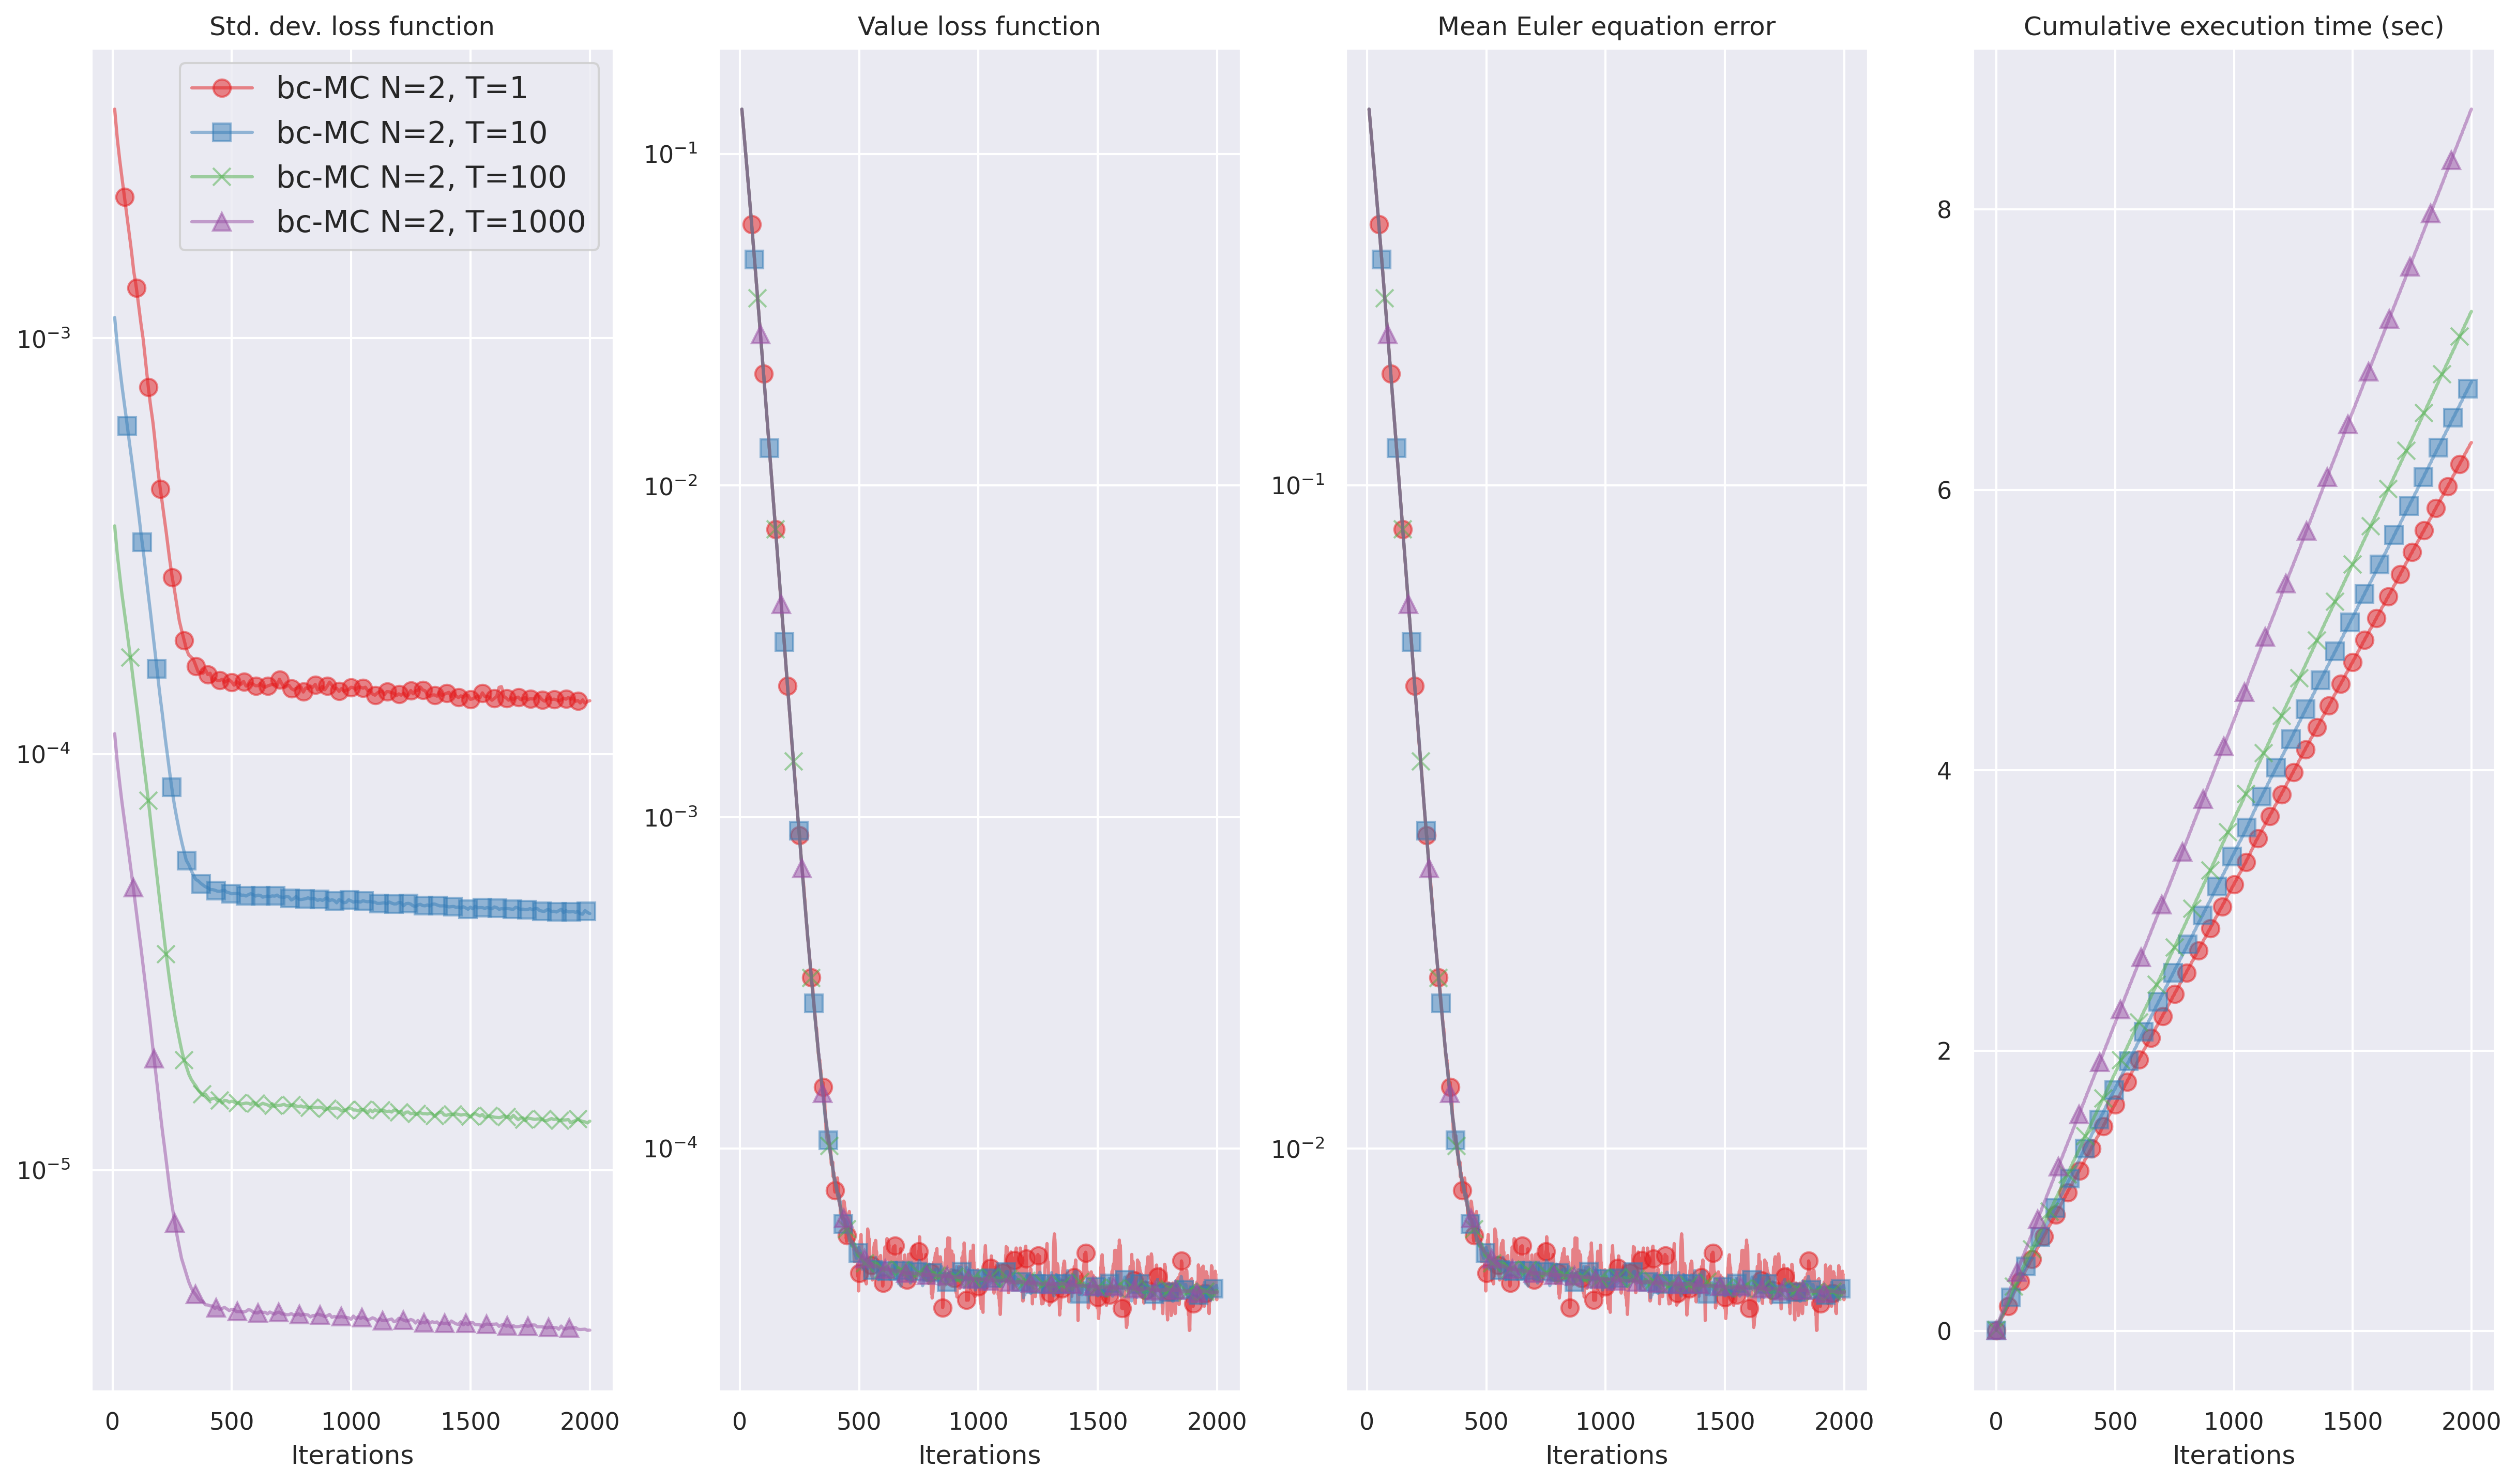 Std. dev. loss function
bc-MC N=2, T=1
bc-MC N=2, T=10
bc-MC N=2, T=100
bc-MC N=2, T=1000
10⁻³
10⁻⁴
10⁻⁵
0 500 1000 1500 2000
Iterations
Value loss function
10⁻¹
10⁻²
10⁻³
10⁻⁴
0 500 1000 1500 2000
Iterations
Mean Euler equation error
10⁻¹
10⁻²
0 500 1000 1500 2000
Iterations
Cumulative execution time (sec)
8
6
4
2
0
0 500 1000 1500 2000
Iterations